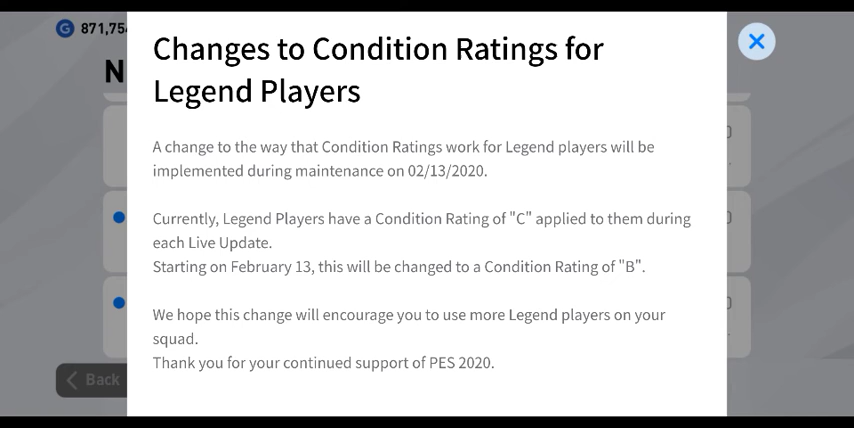 871,754
Changes to Condition Ratings for
Legend Players
N
A change to the way that Condition Ratings work for Legend players will be
implemented during maintenance on 02/13/2020.
Currently, Legend Players have a Condition Rating of "C" applied to them during
each Live Update.
Starting on February 13, this will be changed to a Condition Rating of "B".
We hope this change will encourage you to use more Legend players on your
squad.
Thank you for your continued support of PES 2020.
Back